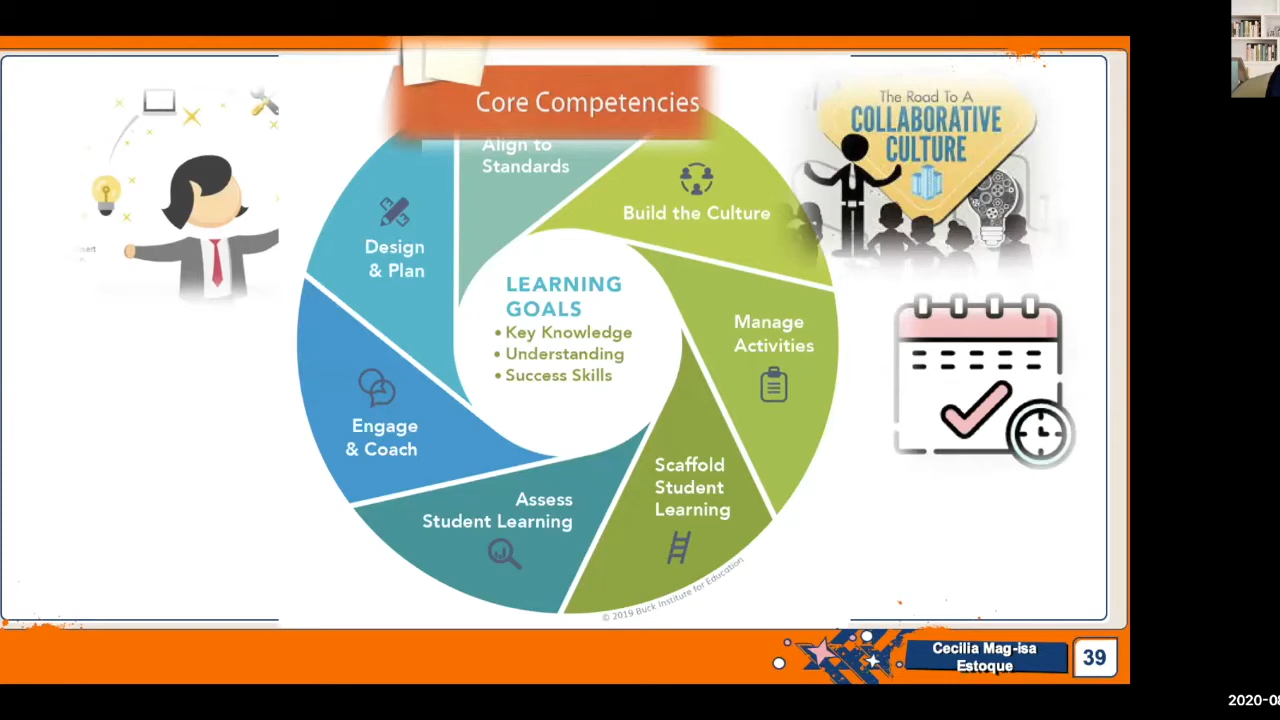 Core Competencies
Align to
Standards
Build the Culture
Manage
Activities
Scaffold
Student
Learning
Assess
Student Learning
Engage
& Coach
Design
& Plan
LEARNING
GOALS
• Key Knowledge
• Understanding
• Success Skills
© 2019 Buck Institute for Education
The Road To A
COLLABORATIVE
CULTURE
Cecilia Mag-isa
Estoque
39
2020-08